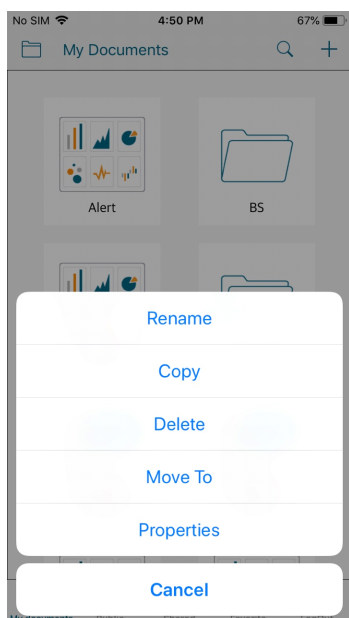 No SIM 4:50 PM 67%
My Documents
Alert BS
Rename
Copy
Delete
Move To
Properties
Cancel